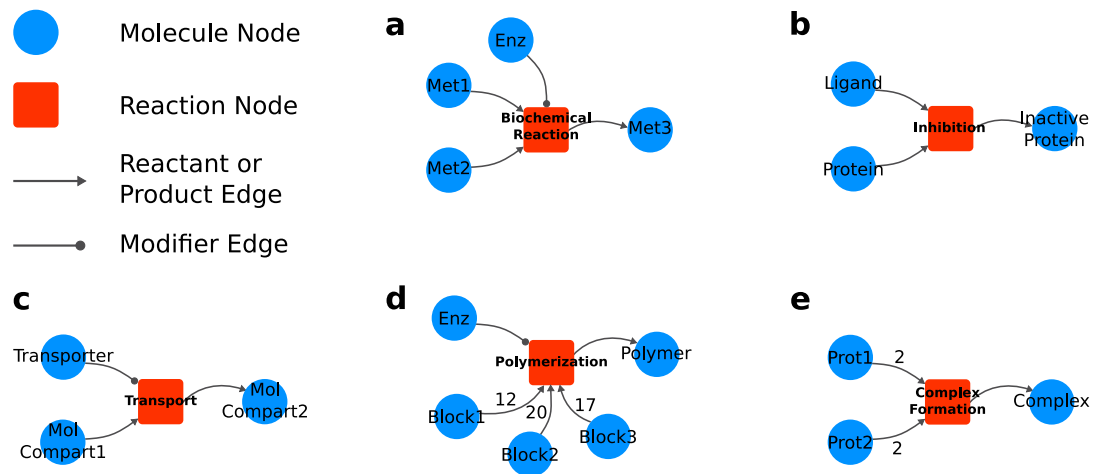 Molecule Node
Reaction Node
Reactant or
Product Edge
Modifier Edge
a
Enz
Met1
Biochemical
Reaction
Met3
Met2
b
Ligand
Inhibition
Inactive
Protein
Protein
c
Transporter
Transport
Mol
Compart2
Mol
Compart1
d
Enz
Polymerization
Polymer
12
20
17
Block1
Block2
Block3
e
Prot1
2
Complex
Formation
Complex
Prot2
2